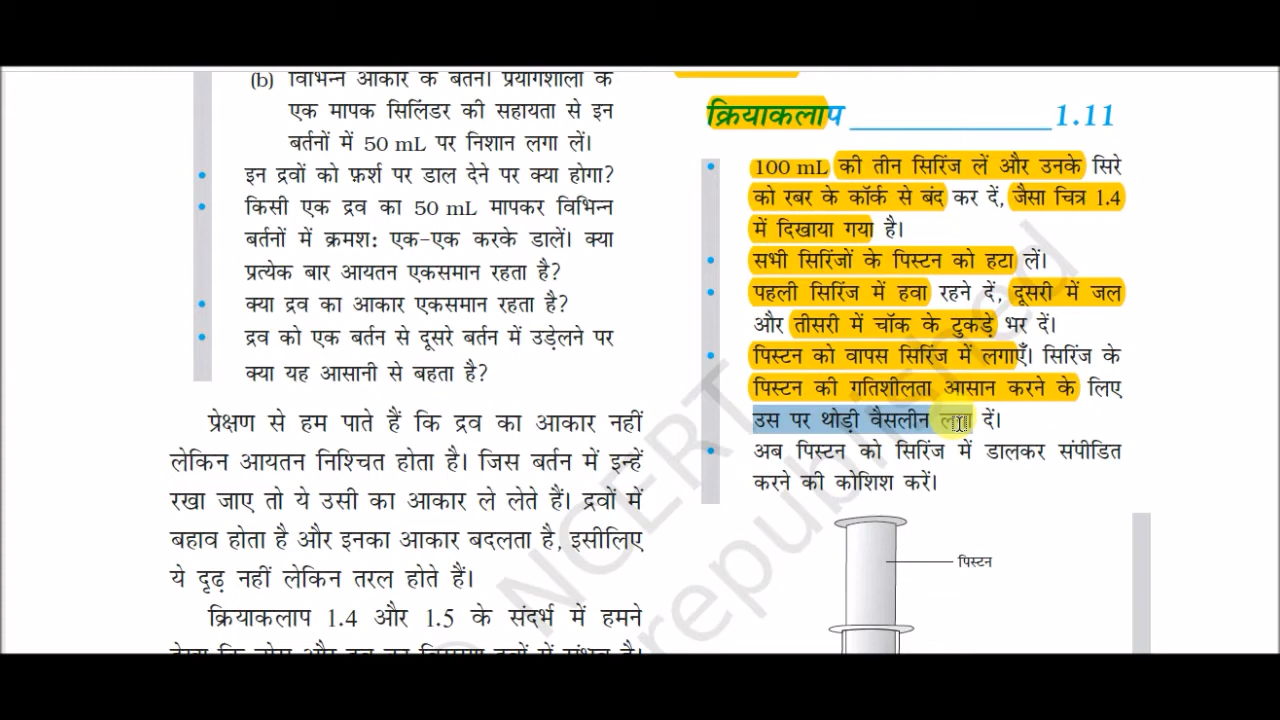 (b) विभिन्न आकार के बर्तन। प्रयोगशाला के
एक मापक सिलिंडर की सहायता से इन
बर्तनों में 50 mL पर निशान लगा लें।
इन द्रवों को फ़र्श पर डाल देने पर क्या होगा?
किसी एक द्रव का 50 mL मापकर विभिन्न
बर्तनों में क्रमश: एक-एक करके डालें। क्या
प्रत्येक बार आयतन एकसमान रहता है?
क्या द्रव का आकार एकसमान रहता है?
द्रव को एक बर्तन से दूसरे बर्तन में उड़ेलने पर
क्या यह आसानी से बहता है?
प्रेक्षण से हम पाते हैं कि द्रव का आकार नहीं
लेकिन आयतन निश्चित होता है। जिस बर्तन में इन्हें
रखा जाए तो ये उसी का आकार ले लेते हैं। द्रवों में
बहाव होता है और इनका आकार बदलता है, इसीलिए
ये दृढ़ नहीं लेकिन तरल होते हैं।
क्रियाकलाप 1.4 और 1.5 के संदर्भ में हमने
क्रियाकलाप 1.11
100 mL की तीन सिरिंज लें और उनके सिरे
को रबर के कॉर्क से बंद कर दें, जैसा चित्र 1.4
में दिखाया गया है।
सभी सिरिंजों के पिस्टन को हटा लें।
पहली सिरिंज में हवा रहने दें, दूसरी में जल
और तीसरी में चॉक के टुकड़े भर दें।
पिस्टन को वापस सिरिंज में लगाएँ। सिरिंज के
पिस्टन की गतिशीलता आसान करने के लिए
उस पर थोड़ी वैसलीन लगा दें।
अब पिस्टन को सिरिंज में डालकर संपीडित
करने की कोशिश करें।
पिस्टन
NCERT
republished